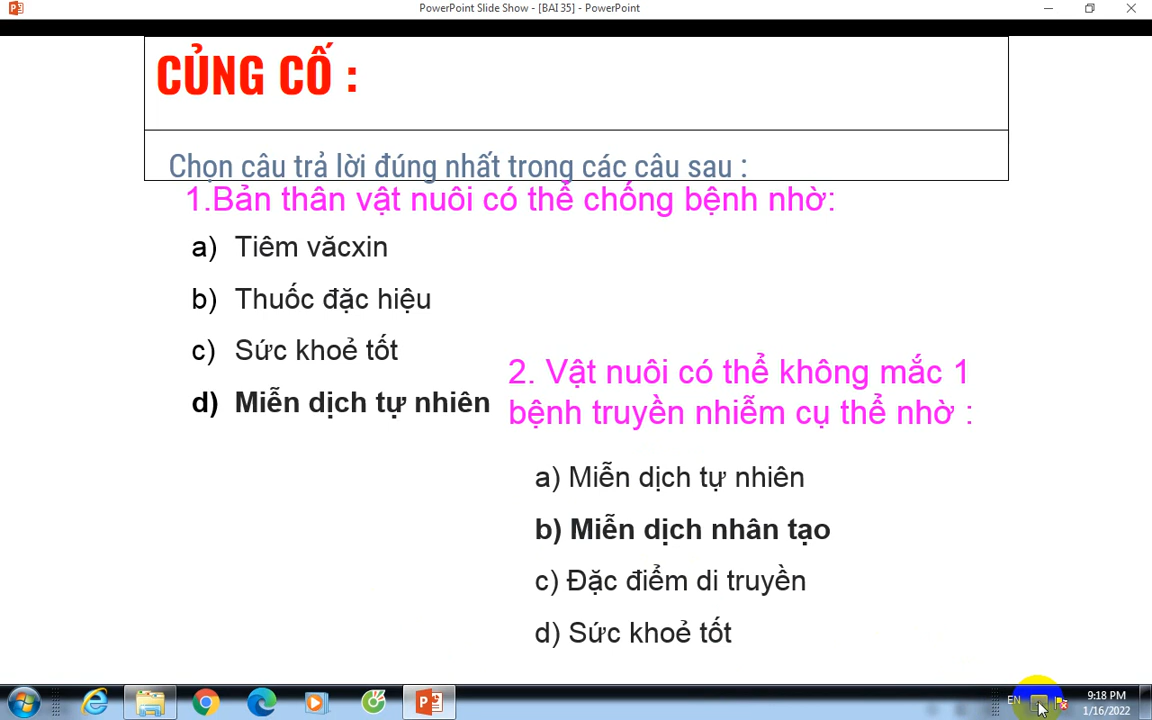 PowerPoint Slide Show - [BAI 35] - PowerPoint
CỦNG CỐ :
Chọn câu trả lời đúng nhất trong các câu sau :
1.Bản thân vật nuôi có thể chống bệnh nhờ:
a) Tiêm văcxin
b) Thuốc đặc hiệu
c) Sức khoẻ tốt
d) Miễn dịch tự nhiên
2. Vật nuôi có thể không mắc 1
bệnh truyền nhiễm cụ thể nhờ :
a) Miễn dịch tự nhiên
b) Miễn dịch nhân tạo
c) Đặc điểm di truyền
d) Sức khoẻ tốt
EN
9:18 PM
1/16/2022